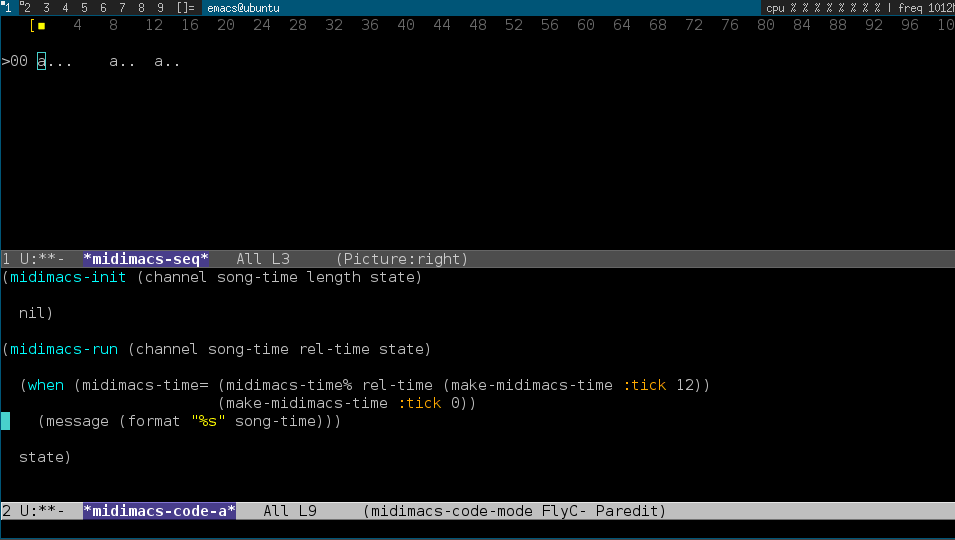 1 2 3 4 5 6 7 8 9 []= emacs@ubuntu cpu % % % % % % % % | freq 1012
[ 4 8 12 16 20 24 28 32 36 40 44 48 52 56 60 64 68 72 76 80 84 88 92 96 10
>00 a... a.. a..
1 U:**- *midimacs-seq* All L3 (Picture:right)
(midimacs-init (channel song-time length state)
nil)
(midimacs-run (channel song-time rel-time state)
(when (midimacs-time= (midimacs-time% rel-time (make-midimacs-time :tick 12))
(make-midimacs-time :tick 0))
(message (format "%s" song-time)))
state)
2 U:**- *midimacs-code-a* All L9 (midimacs-code-mode FlyC- Paredit)